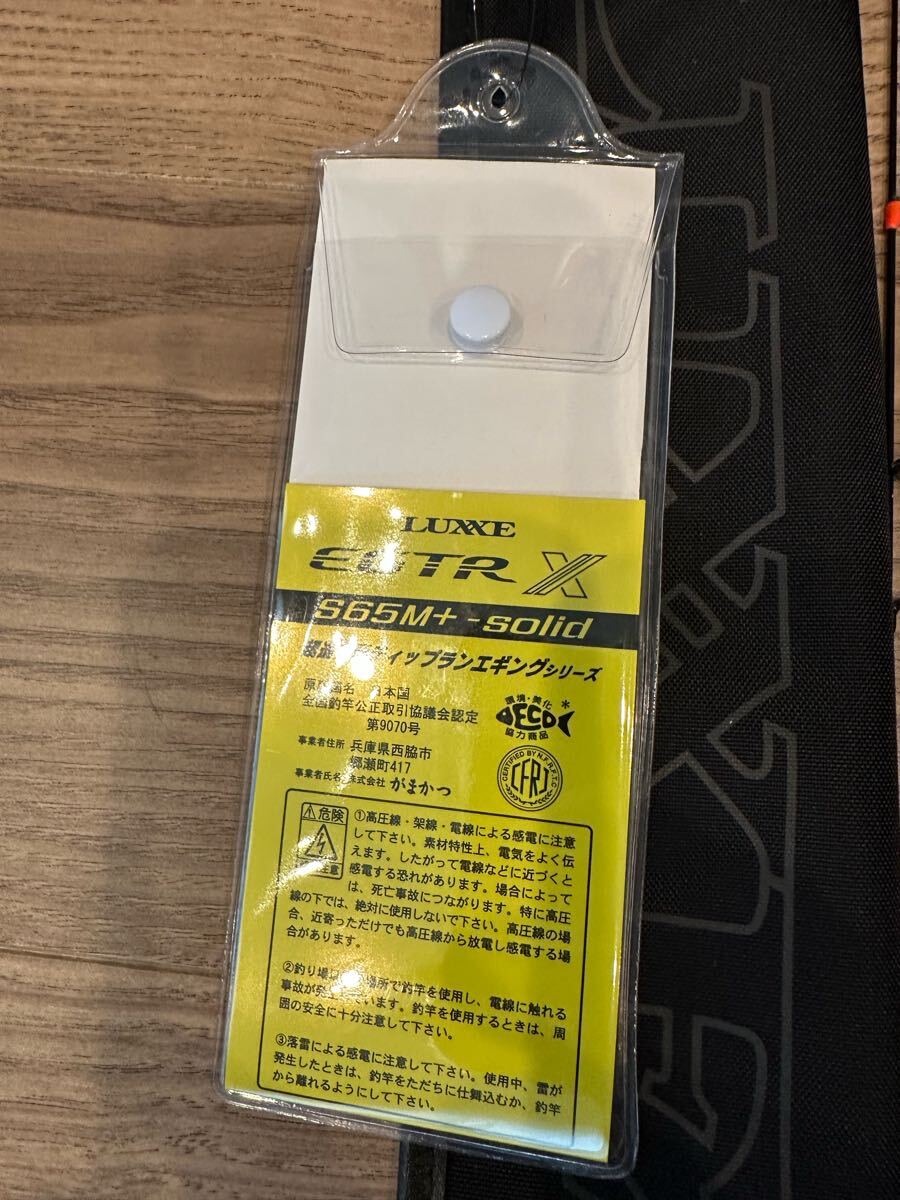 LUXXE
EGTR X
S65M+ -solid
ティップランエギングシリーズ
日本国
全国釣竿公正取引協議会認定
第9070号
事業者住所 兵庫県西脇市
郷瀬町417
事業者氏名 株式会社 がまかつ
環境・美化
ECO
協力商品
CERTIFIED BY N.F.R.F.T.C
CFRJ
危険
注意
①高圧線・架線・電線による感電に注意
して下さい。素材特性上、電気をよく伝
えます。したがって電線などに近づくと
感電する恐れがあります。場合によって
は、死亡事故につながります。特に高圧
線の下では、絶対に使用しないで下さい。高圧線の場
合、近寄っただけでも高圧線から放電し感電する場
合があります。
②釣り場以外の場所で釣竿を使用し、電線に触れる
事故が発生しています。釣竿を使用するときは、周
囲の安全に十分注意して下さい。
③落雷による感電に注意して下さい。使用中、雷が
発生したときは、釣竿をただちに仕舞込むか、釣竿
から離れるようにして下さい。